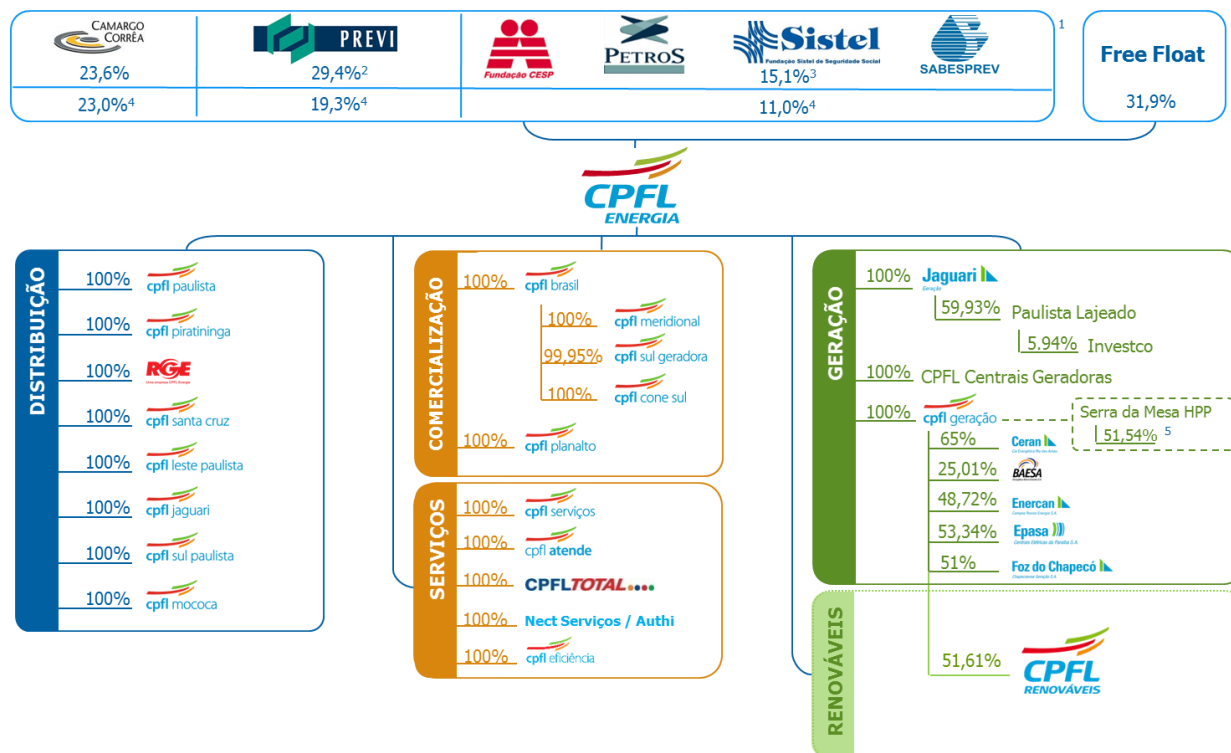 CAMARGO CORRÊA
23,6%
23,0%4
PREVI
29,4%2
19,3%4
Fundação CESP
PETROS
Sistel
Fundação Sistel de Seguridade Social
SABESPREV
15,1%3
11,0%4
1
Free Float
31,9%
CPFL
ENERGIA
DISTRIBUIÇÃO
100% cpfl paulista
100% cpfl piratininga
100% RGE
100% cpfl santa cruz
100% cpfl leste paulista
100% cpfl jaguari
100% cpfl sul paulista
100% cpfl mococa
COMERCIALIZAÇÃO
100% cpfl brasil
100% cpfl meridional
99,95% cpfl sul geradora
100% cpfl cone sul
100% cpfl planalto
SERVIÇOS
100% cpfl serviços
100% cpfl atende
100% CPFLTOTAL
100% Nect Serviços / Authi
100% cpfl eficiência
GERAÇÃO
100% Jaguari
Geração
59,93% Paulista Lajeado
5.94% Investco
100% CPFL Centrais Geradoras
100% cpfl geração
Serra da Mesa HPP
51,54% 5
65% Ceran
25,01% BAESA
48,72% Enercan
53,34% Epasa
51% Foz do Chapecó
RENOVÁVEIS
51,61% CPFL
RENOVÁVEIS